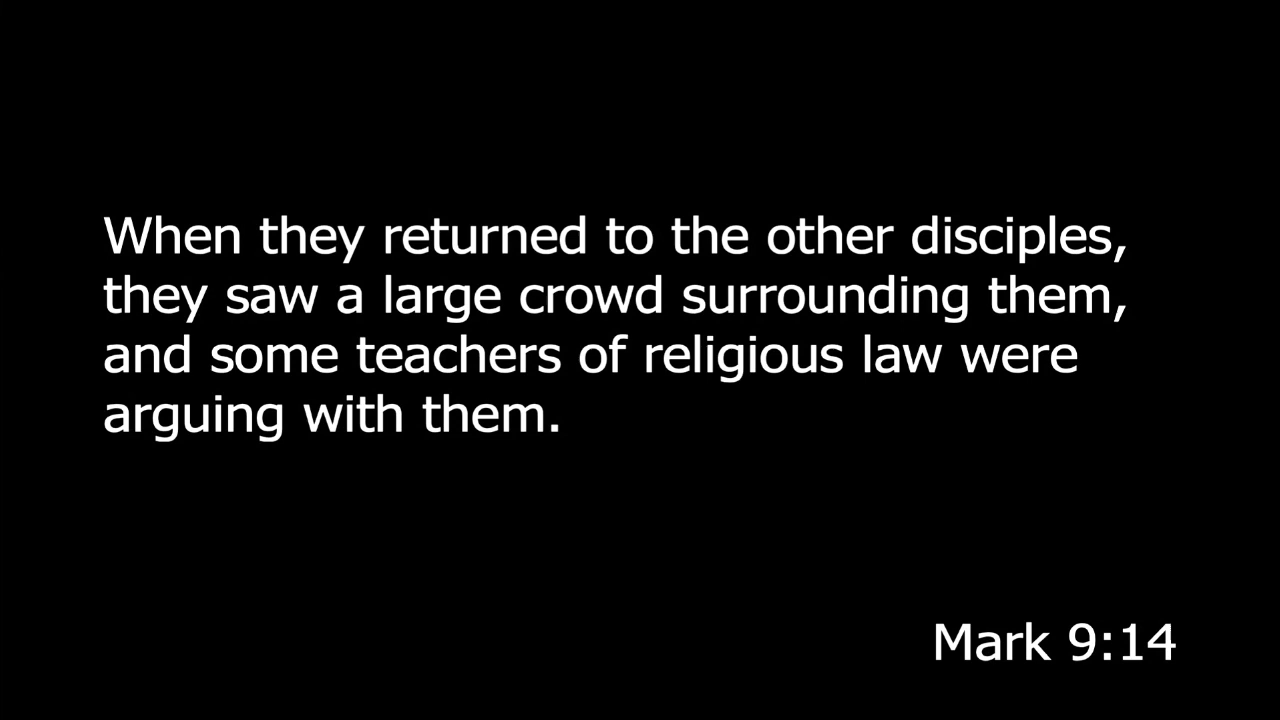 When they returned to the other disciples,
they saw a large crowd surrounding them,
and some teachers of religious law were
arguing with them.
Mark 9:14